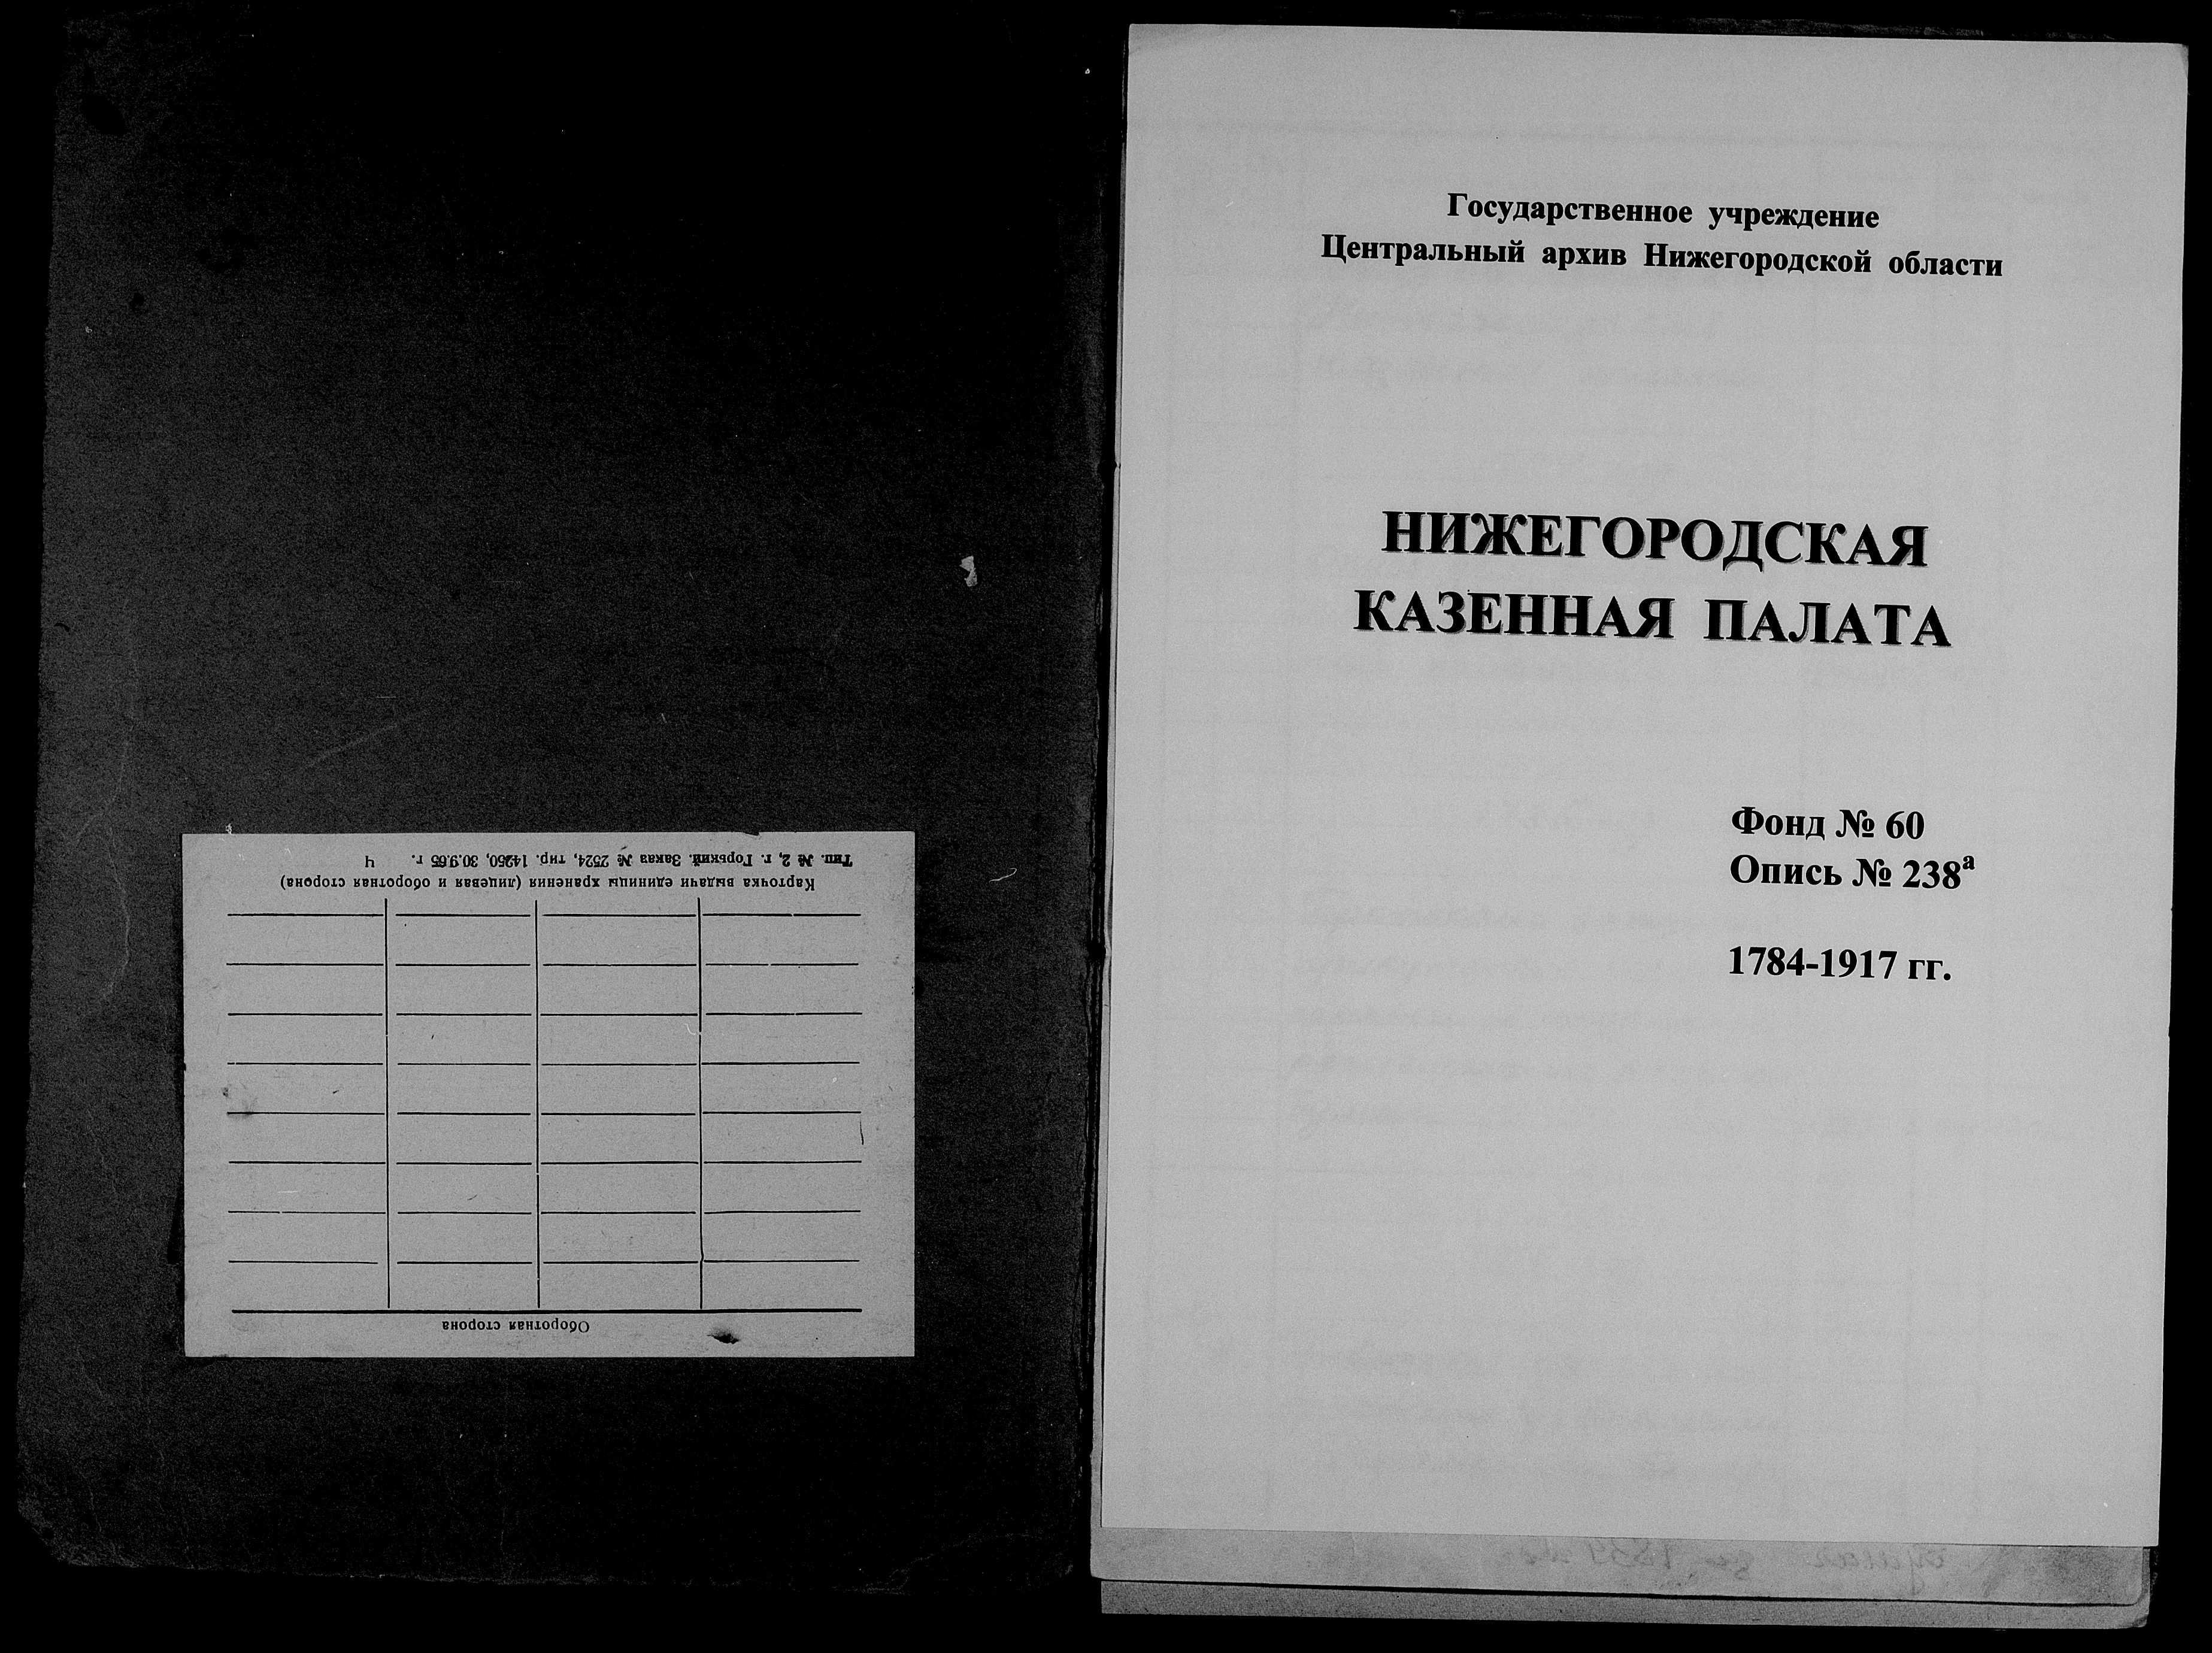 Тип. № 2, г. Горький. Заказ № 2524, тир. 14250, 30.9.65 г. Ч
Карточка выдачи единицы хранения (лицевая и оборотная сторона)
Оборотная сторона
Государственное учреждение
Центральный архив Нижегородской области
НИЖЕГОРОДСКАЯ
КАЗЕННАЯ ПАЛАТА
Фонд № 60
Опись № 238а
1784-1917 гг.